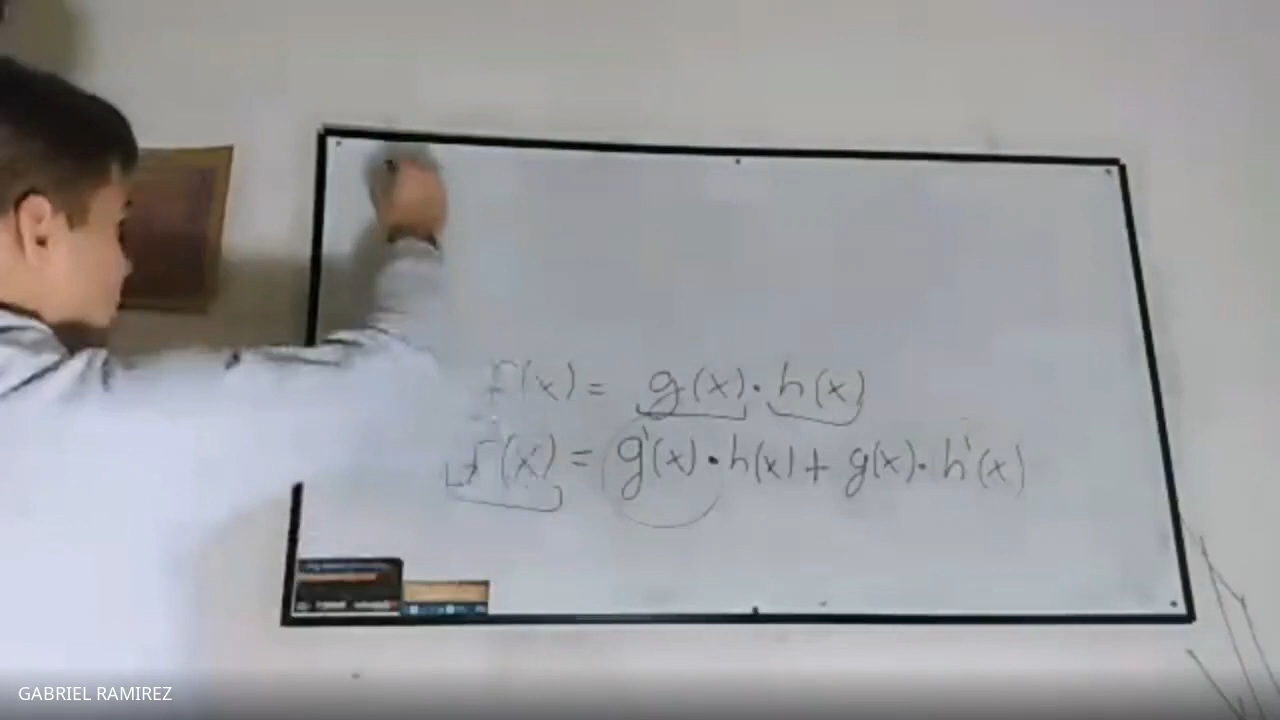 f(x) = g(x) · h(x)
f(x) = g'(x) · h(x) + g(x) · h'(x)
GABRIEL RAMIREZ